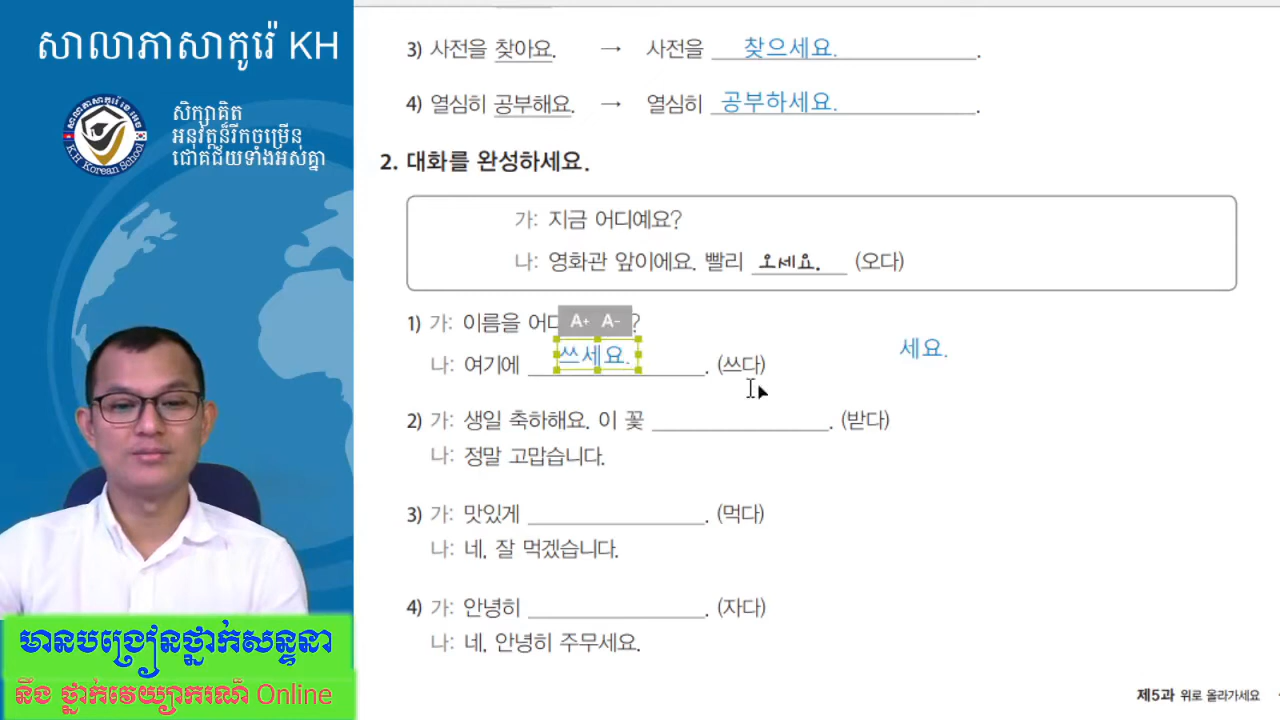 សាលាភាសាកូរ៉េ KH
សិក្សាគិត
អនុវត្តន៏រីកចម្រើន
ជោគជ័យទាំងអស់គ្នា
K.H Korean School
មានបង្រៀនថ្នាក់សន្ទនា
និង ថ្នាក់វេយ្យាករណ៏ Online
3) 사전을 찾아요. → 사전을 찾으세요. .
4) 열심히 공부해요. → 열심히 공부하세요. .
2. 대화를 완성하세요.
가: 지금 어디예요?
나: 영화관 앞이에요. 빨리 오세요. (오다)
1) 가: 이름을 ?
A+ A-
나: 여기에 쓰세요. . (쓰다)
세요.
2) 가: 생일 축하해요. 이 꽃 . (받다)
나: 정말 고맙습니다.
3) 가: 맛있게 . (먹다)
나: 네, 잘 먹겠습니다.
4) 가: 안녕히 . (자다)
나: 네, 안녕히 주무세요.
제5과 위로 올라가세요